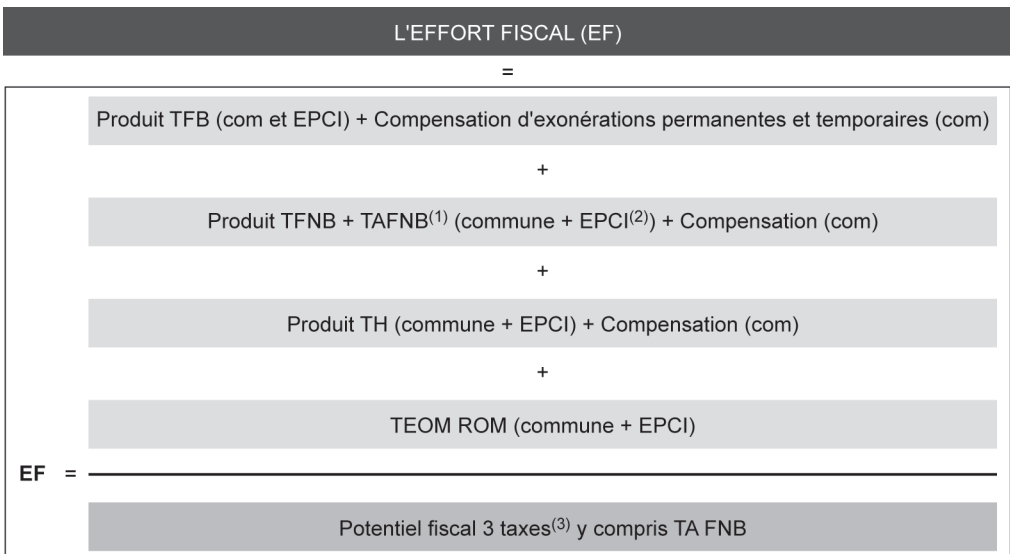 L'EFFORT FISCAL (EF)
=
Produit TFB (com et EPCI) + Compensation d'exonérations permanentes et temporaires (com)
+
Produit TFNB + TAFNB(1) (commune + EPCI(2)) + Compensation (com)
+
Produit TH (commune + EPCI) + Compensation (com)
+
TEOM ROM (commune + EPCI)
EF =
Potentiel fiscal 3 taxes(3) y compris TA FNB